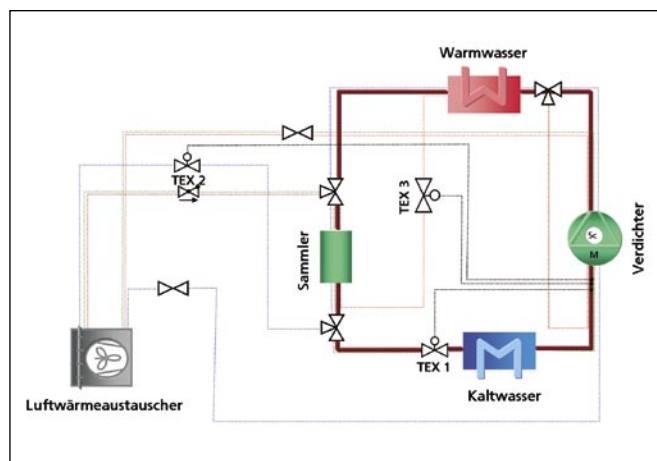 Warmwasser
TEX 2
TEX 3
Sammler
Sc
M
Verdichter
TEX 1
Kaltwasser
Luftwärmeaustauscher